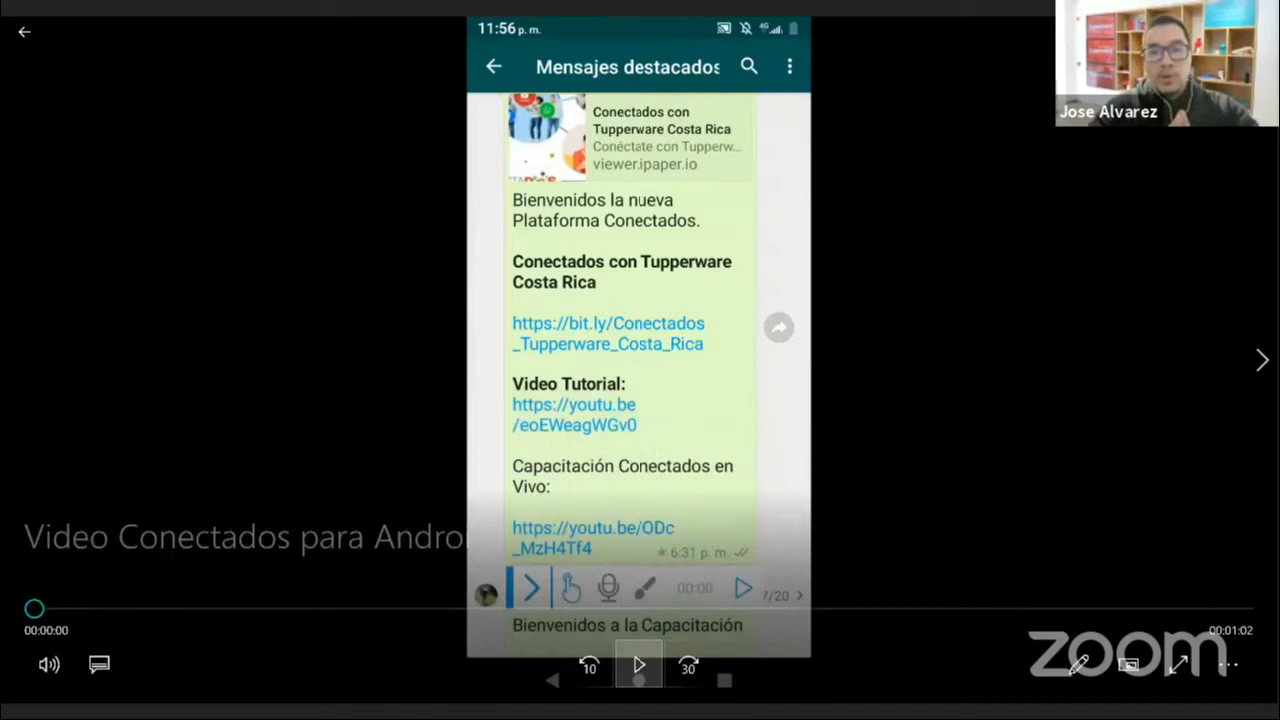 11:56 p. m.
4G
Mensajes destacados
Jose Alvarez
Conectados con
Tupperware Costa Rica
Conéctate con Tupperw...
viewer.ipaper.io
Bienvenidos la nueva
Plataforma Conectados.
Conectados con Tupperware
Costa Rica
https://bit.ly/Conectados
_Tupperware_Costa_Rica
Video Tutorial:
https://youtu.be
/eoEWeagWGv0
Capacitación Conectados en
Vivo:
https://youtu.be/ODc
_MzH4Tf4
6:31 p. m.
Video Conectados para Androi
00:00
7/20
00:00:00
00:01:02
Bienvenidos a la Capacitación
10
30
zoom